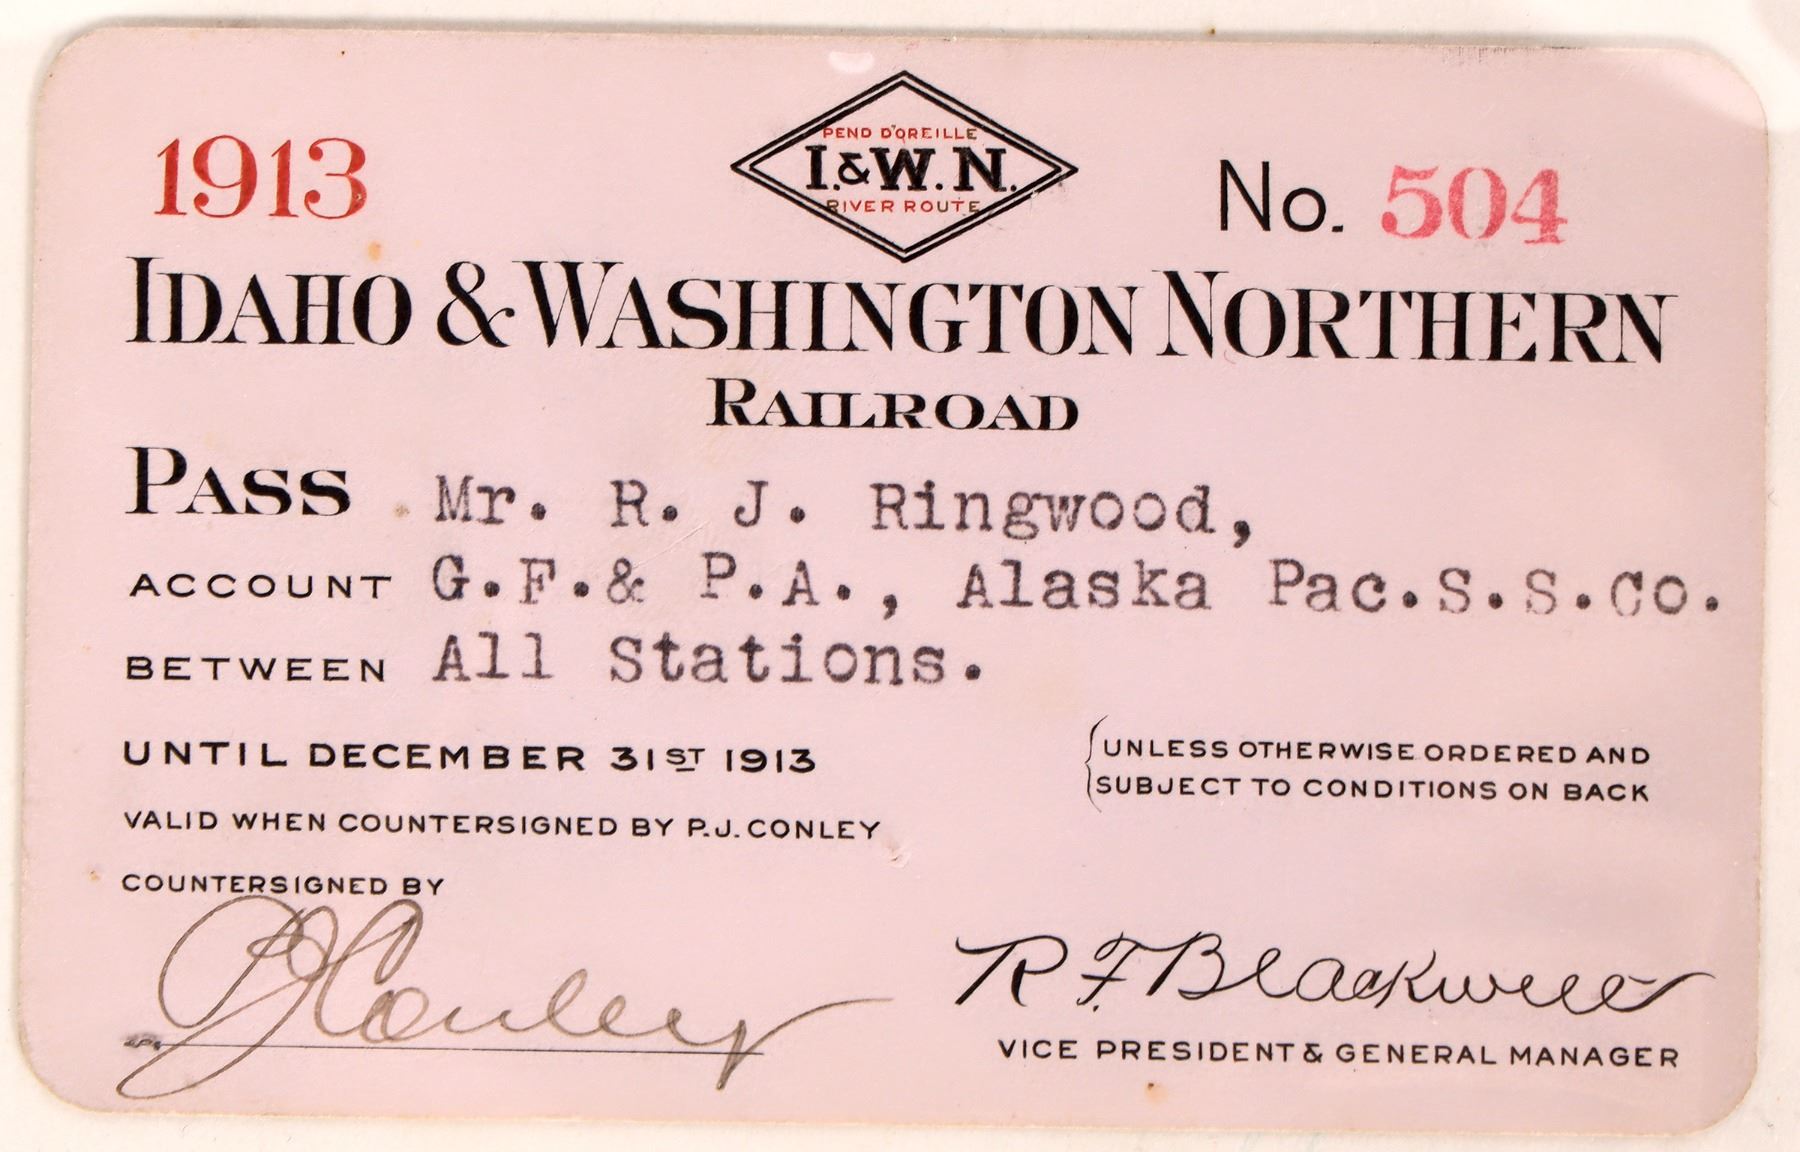 1913
PEND D'OREILLE
I.&W.N.
RIVER ROUTE
No. 504
IDAHO & WASHINGTON NORTHERN
RAILROAD
PASS Mr. R. J. Ringwood,
ACCOUNT G.F.& P.A., Alaska Pac.S.S.Co.
BETWEEN All Stations.
UNTIL DECEMBER 31ST 1913
UNLESS OTHERWISE ORDERED AND
SUBJECT TO CONDITIONS ON BACK
VALID WHEN COUNTERSIGNED BY P.J. CONLEY
COUNTERSIGNED BY
P J Conley
R F Blackwell
VICE PRESIDENT & GENERAL MANAGER